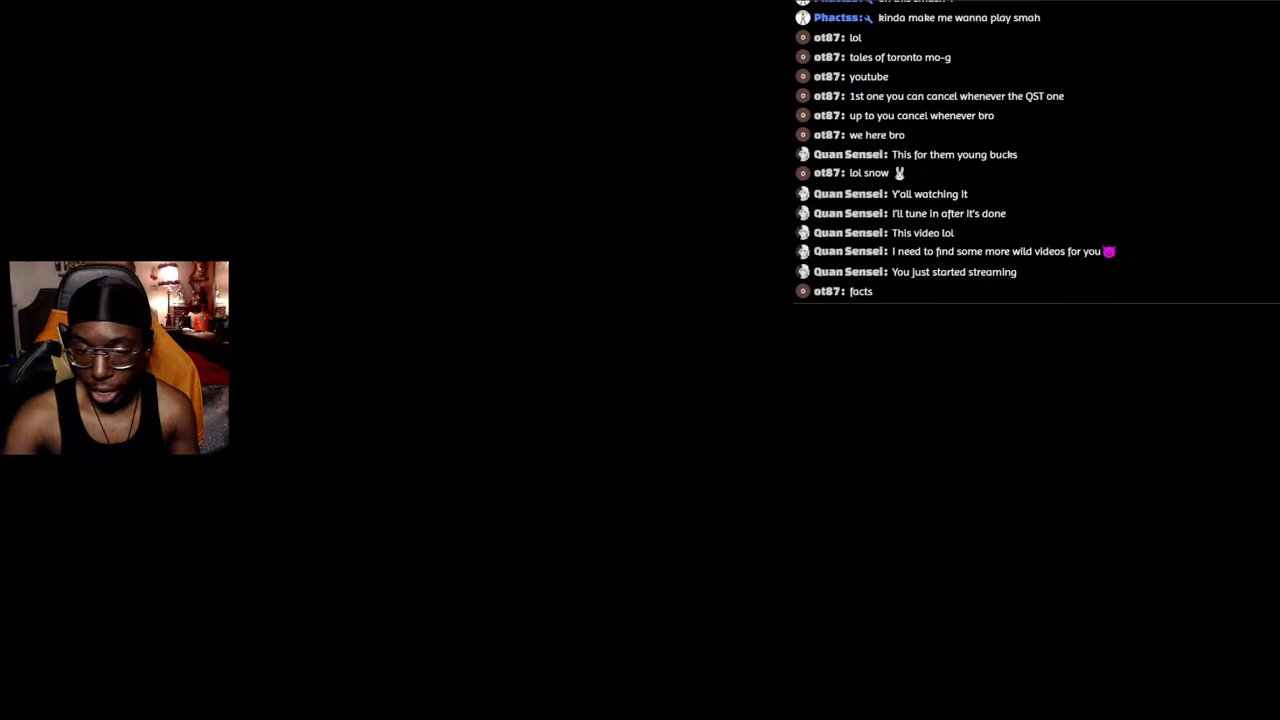 Phactss: kinda make me wanna play smah
ot87: lol
ot87: tales of toronto mo-g
ot87: youtube
ot87: 1st one you can cancel whenever the QST one
ot87: up to you cancel whenever bro
ot87: we here bro
Quan Sensei: This for them young bucks
ot87: lol snow 🐰
Quan Sensei: Y'all watching it
Quan Sensei: I'll tune in after it's done
Quan Sensei: This video lol
Quan Sensei: I need to find some more wild videos for you😈
Quan Sensei: You just started streaming
ot87: facts